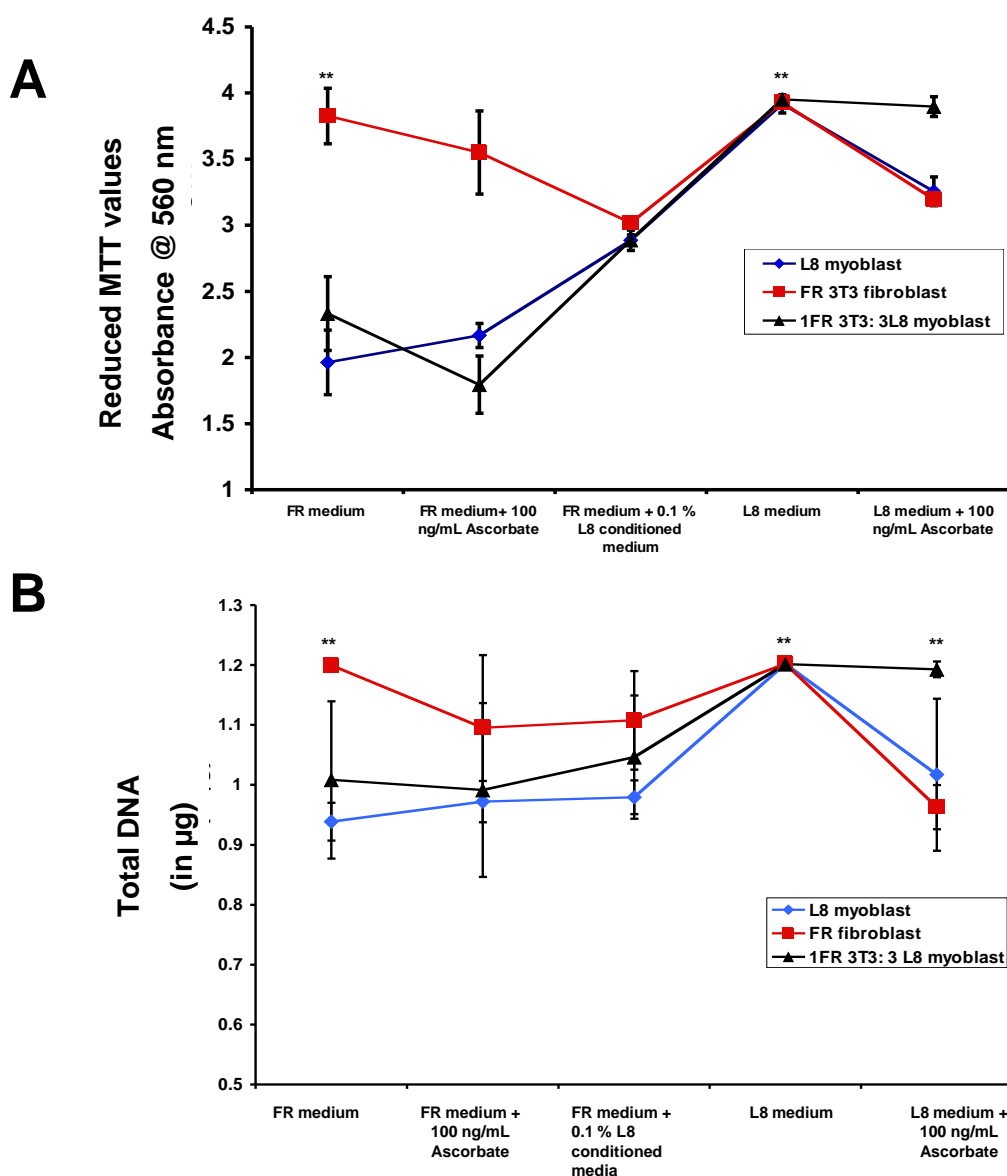 A
Reduced MTT values
Absorbance @ 560 nm
4.5
4
3.5
3
2.5
2
1.5
1
**
**
L8 myoblast
FR 3T3 fibroblast
1FR 3T3: 3L8 myoblast
FR medium
FR medium+ 100
ng/mL Ascorbate
FR medium + 0.1 %
L8 conditioned
medium
L8 medium
L8 medium + 100
ng/mL Ascorbate
B
Total DNA
(in µg)
1.3
1.2
1.1
1
0.9
0.8
0.7
0.6
0.5
**
**
**
L8 myoblast
FR fibroblast
1FR 3T3: 3 L8 myoblast
FR medium
FR medium +
100 ng/mL
Ascorbate
FR medium +
0.1 % L8
conditioned
media
L8 medium
L8 medium +
100 ng/mL
Ascorbate